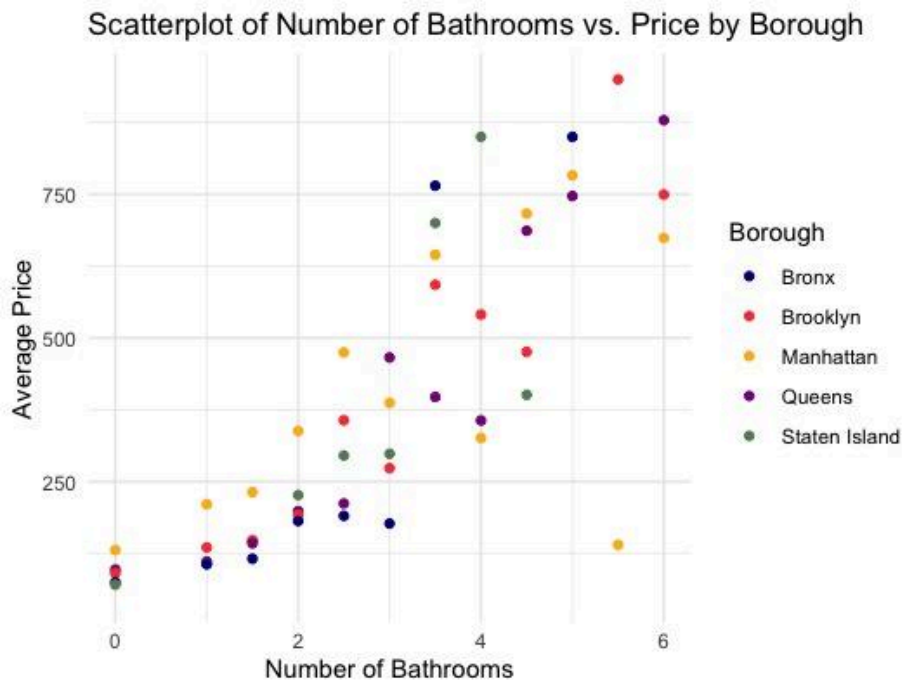 Scatterplot of Number of Bathrooms vs. Price by Borough
Average Price
750
500
250
0
2
4
6
Number of Bathrooms
Borough
Bronx
Brooklyn
Manhattan
Queens
Staten Island